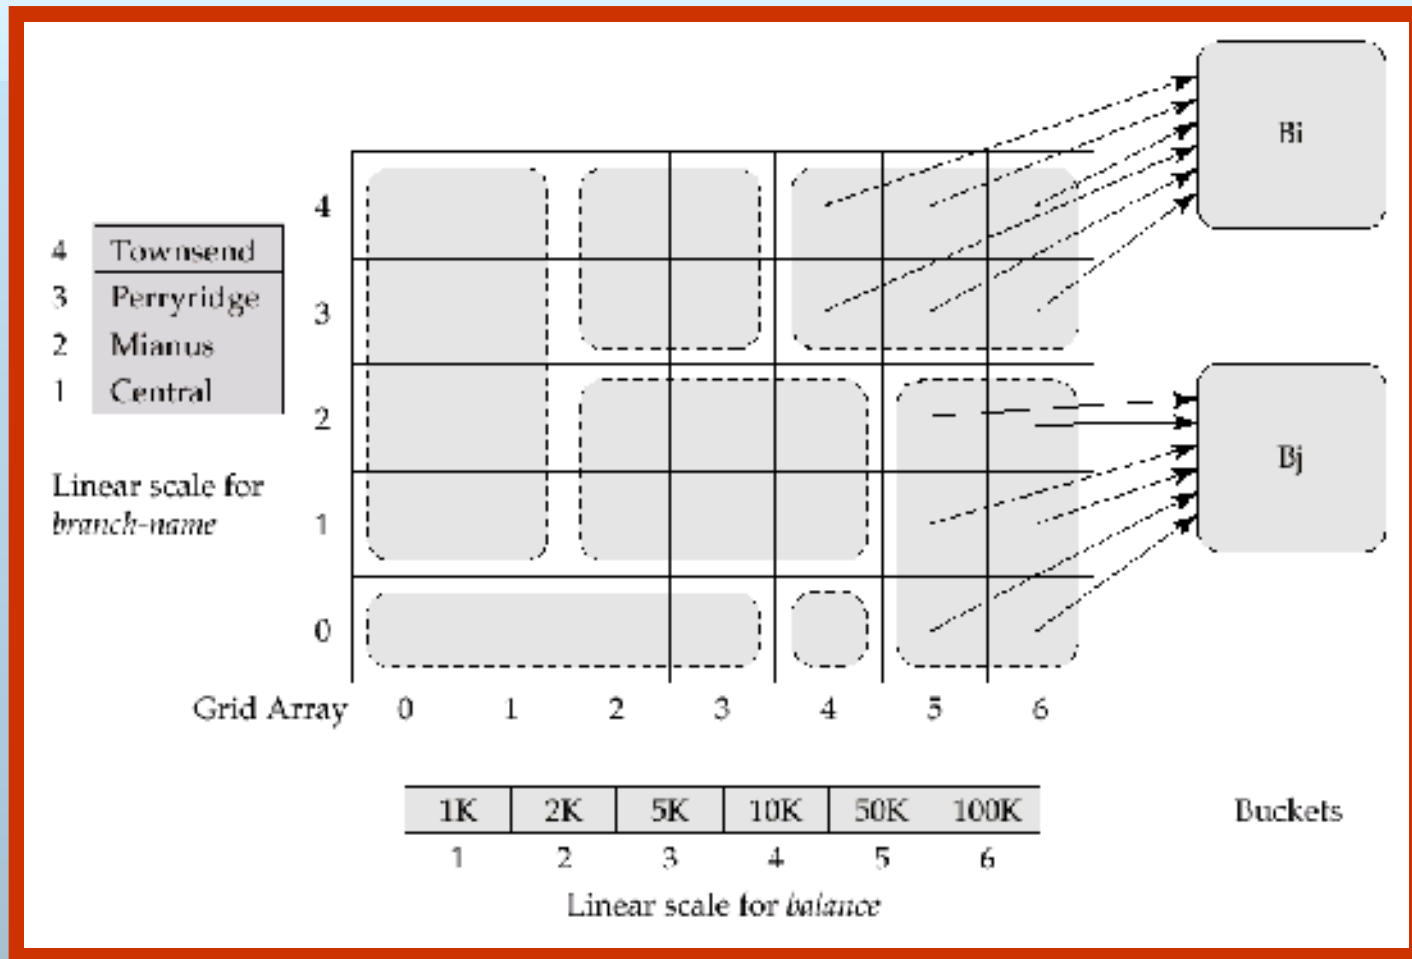 Bi
4
4 Townsend
3 Perryridge
3
2 Mianus
1 Central
2
Bj
Linear scale for
branch-name
1
0
Grid Array 0 1 2 3 4 5 6
1K 2K 5K 10K 50K 100K
Buckets
1 2 3 4 5 6
Linear scale for balance